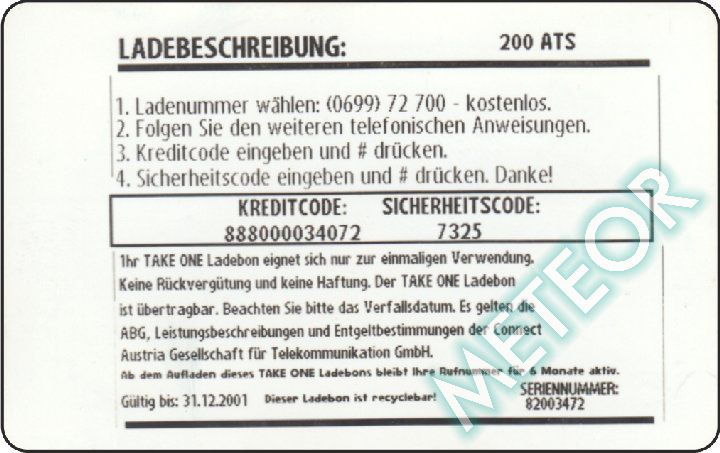 LADEBESCHREIBUNG: 200 ATS
1. Ladenummer wählen: (0699) 72 700 - kostenlos.
2. Folgen Sie den weiteren telefonischen Anweisungen.
3. Kreditcode eingeben und # drücken.
4. Sicherheitscode eingeben und # drücken. Danke!
KREDITCODE: SICHERHEITSCODE:
888000034072 7325
Ihr TAKE ONE Ladebon eignet sich nur zur einmaligen Verwendung.
Keine Rückvergütung und keine Haftung. Der TAKE ONE Ladebon
ist übertragbar. Beachten Sie bitte das Verfallsdatum. Es gelten die
ABG, Leistungsbeschreibungen und Entgeltbestimmungen der Connect
Austria Gesellschaft für Telekommunikation GmbH.
Ab dem Aufladen dieses TAKE ONE Ladebons bleibt Ihre Rufnummer für 6 Monate aktiv.
Gültig bis: 31.12.2001 Dieser Ladebon ist recyclebar! SERIENNUMMER:
82003472
METEOR